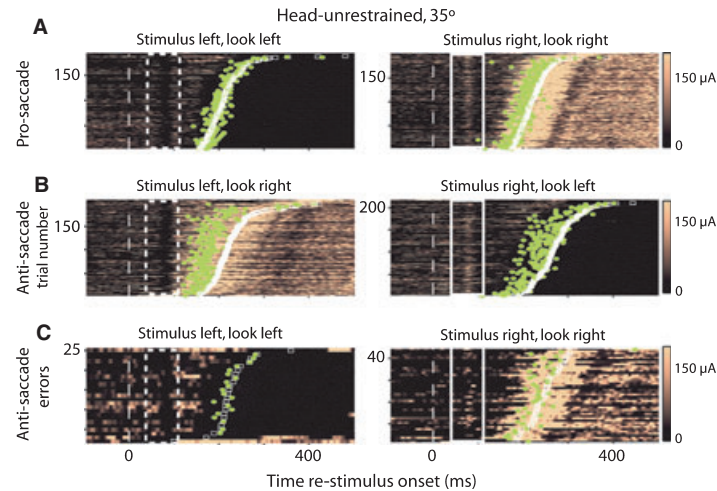 Head-unrestrained, 35º
A
Stimulus left, look left
Stimulus right, look right
Pro-saccade
150
150
150 µA
0
B
Stimulus left, look right
Stimulus right, look left
Anti-saccade
trial number
150
200
150 µA
0
C
Stimulus left, look left
Stimulus right, look right
Anti-saccade
errors
25
40
150 µA
0
0
400
0
400
Time re-stimulus onset (ms)